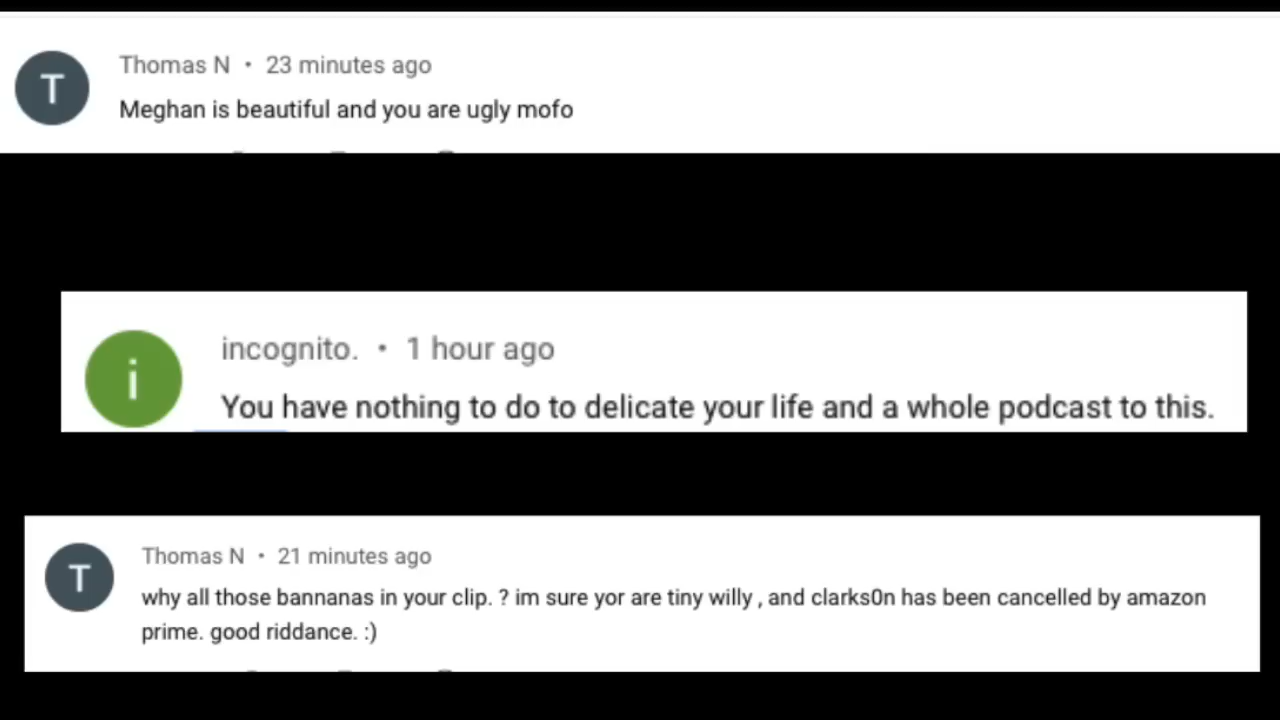 T
Thomas N • 23 minutes ago
Meghan is beautiful and you are ugly mofo
i
incognito. • 1 hour ago
You have nothing to do to delicate your life and a whole podcast to this.
T
Thomas N • 21 minutes ago
why all those bannanas in your clip. ? im sure yor are tiny willy , and clarks0n has been cancelled by amazon
prime. good riddance. :)